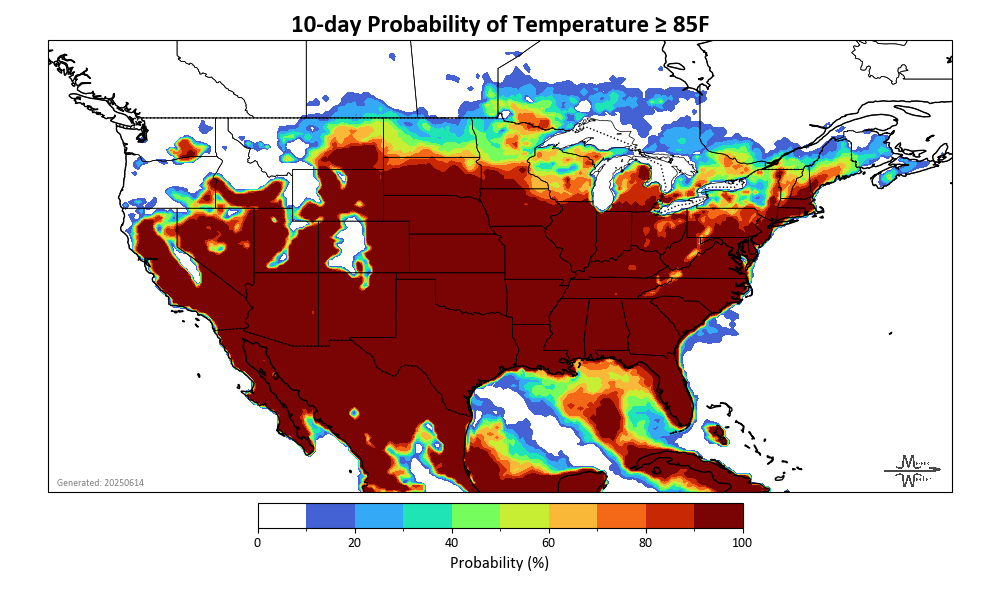 10-day Probability of Temperature ≥ 85F
Generated: 20250614
0 20 40 60 80 100
Probability (%)